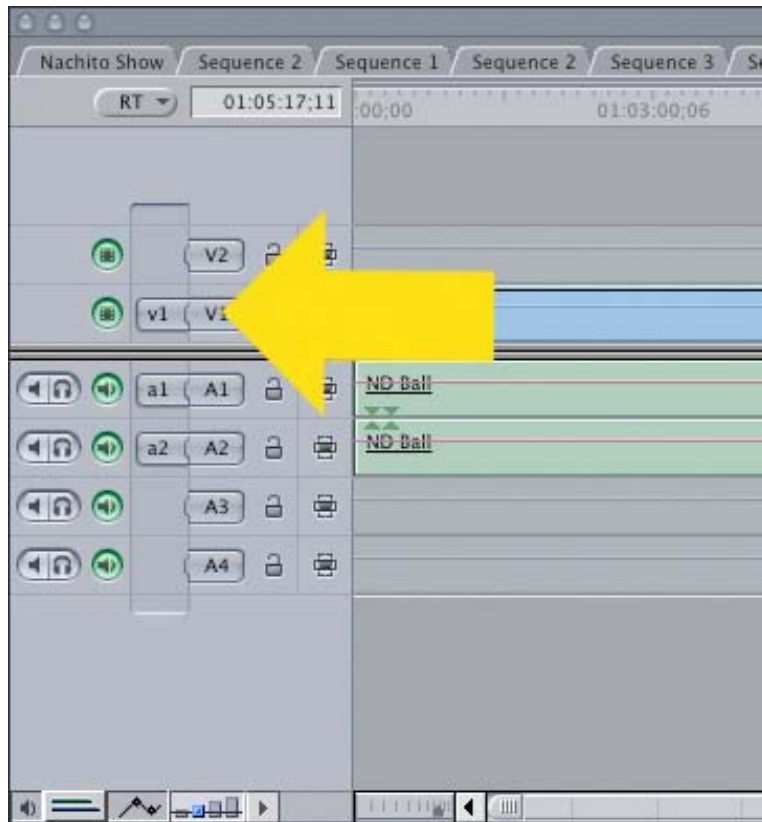 Nachito Show Sequence 2 Sequence 1 Sequence 2 Sequence 3
RT 01:05:17;11 :00;00 01:03:00;06
V2
v1
a1 A1 ND Ball
a2 A2 ND Ball
A3
A4